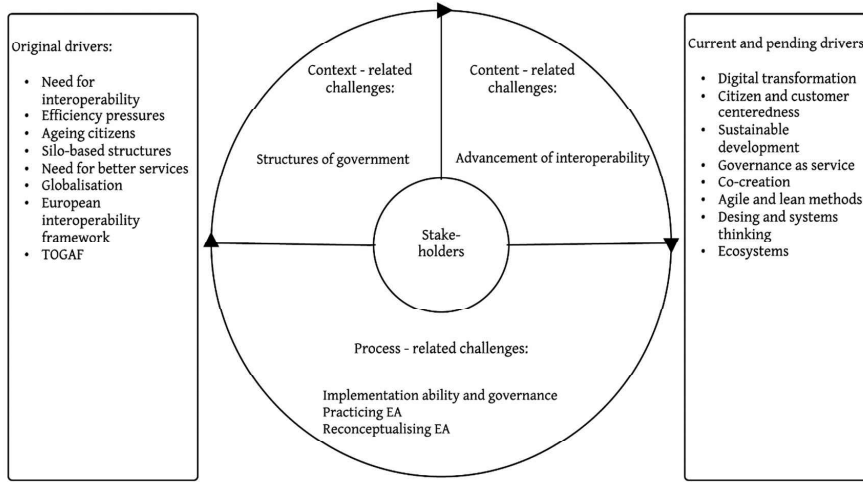 Original drivers:
• Need for
interoperability
• Efficiency pressures
• Ageing citizens
• Silo-based structures
• Need for better services
• Globalisation
• European
interoperability
framework
• TOGAF
Context - related
challenges:
Structures of government
Content - related
challenges:
Advancement of interoperability
Stake-
holders
Process - related challenges:
Implementation ability and governance
Practicing EA
Reconceptualising EA
Current and pending drivers
• Digital transformation
• Citizen and customer
centeredness
• Sustainable
development
• Governance as service
• Co-creation
• Agile and lean methods
• Desing and systems
thinking
• Ecosystems